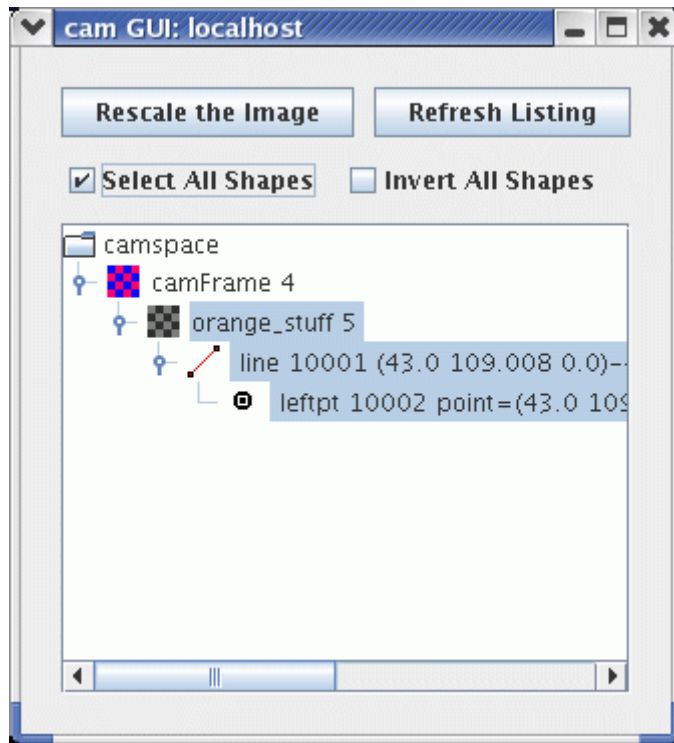 cam GUI: localhost
Rescale the Image Refresh Listing
Select All Shapes Invert All Shapes
camspace
camFrame 4
orange_stuff 5
line 10001 (43.0 109.008 0.0)--
leftpt 10002 point=(43.0 109